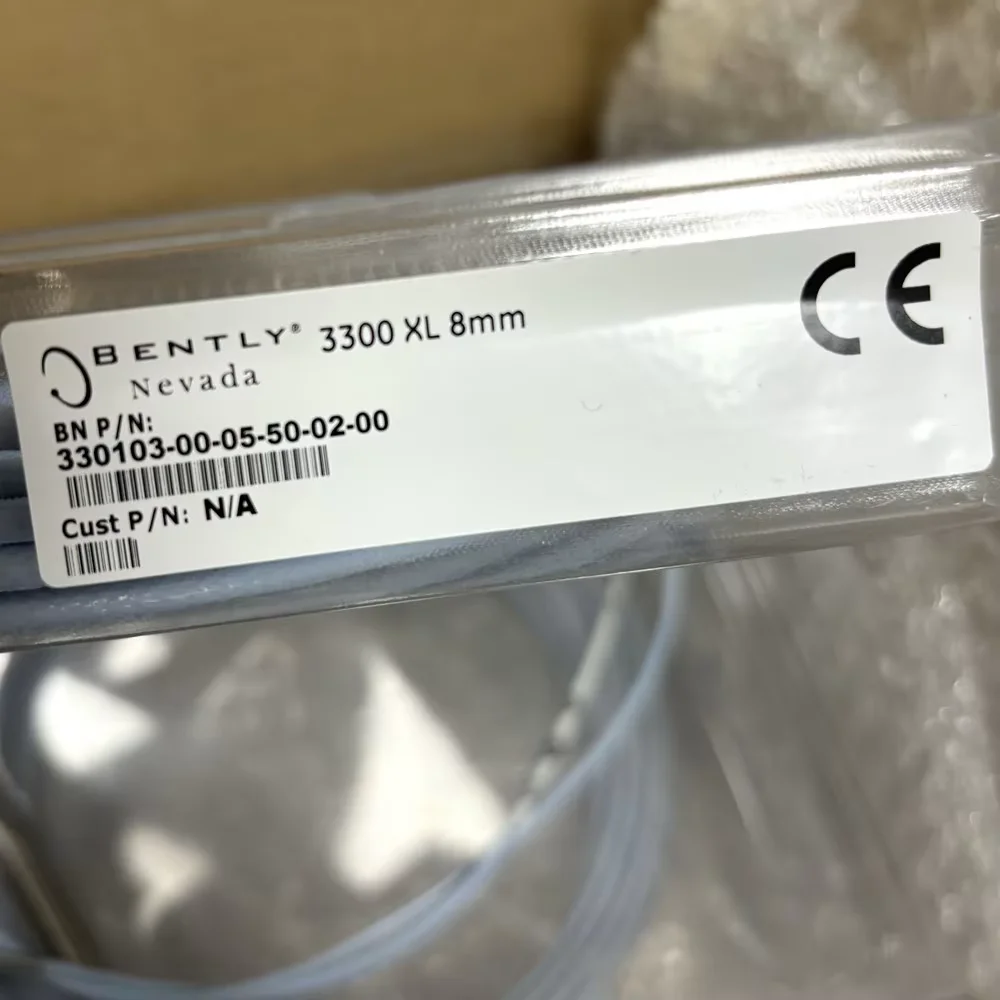 BENTLY® 3300 XL 8mm
Nevada
BN P/N:
330103-00-05-50-02-00
Cust P/N: N/A
CE